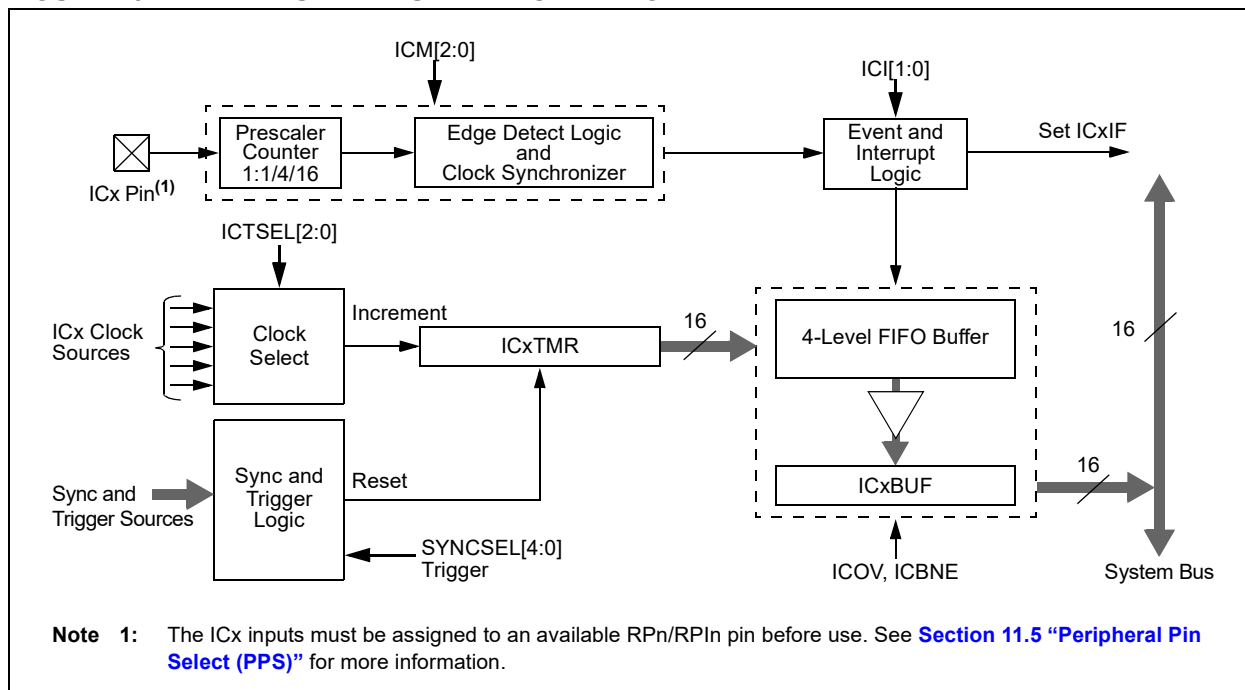 ICM[2:0]
ICI[1:0]
Prescaler
Counter
1:1/4/16
Edge Detect Logic
and
Clock Synchronizer
Event and
Interrupt
Logic
Set ICxIF
ICx Pin(1)
ICTSEL[2:0]
ICx Clock
Sources
Clock
Select
Increment
ICxTMR
16
4-Level FIFO Buffer
16
Sync and
Trigger Sources
Sync and
Trigger
Logic
Reset
ICxBUF
16
SYNCSEL[4:0]
Trigger
ICOV, ICBNE
System Bus
Note 1: The ICx inputs must be assigned to an available RPn/RPIn pin before use. See Section 11.5 “Peripheral Pin
Select (PPS)” for more information.